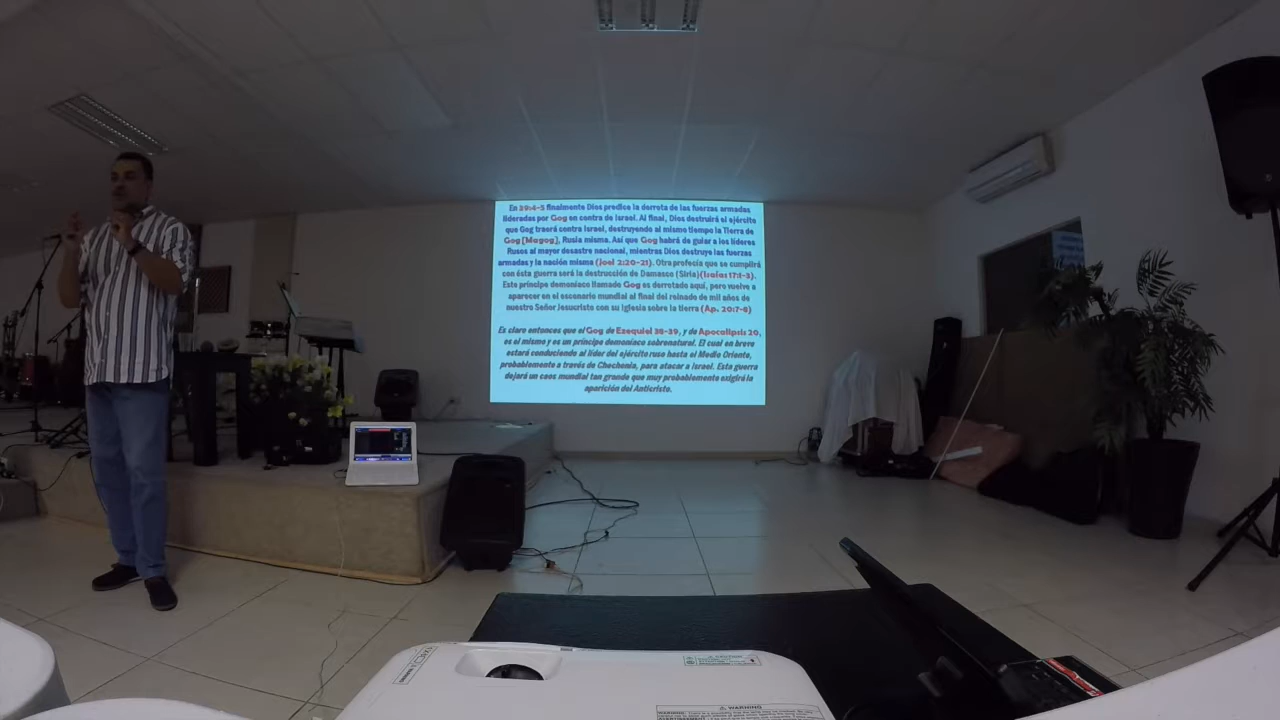 En 39:4-5 finalmente Dios predice la derrota de las fuerzas armadas
lideradas por Gog en contra de Israel. Al final, Dios destruirá el ejército
que Gog traerá contra Israel, destruyendo al mismo tiempo la Tierra de
Gog [Magog], Rusia misma. Así que Gog habrá de guiar a los líderes
Rusos al mayor desastre nacional, mientras Dios destruye las fuerzas
armadas y la nación misma (Joel 2:20-21). Otra profecía que se cumplirá
con ésta guerra será la destrucción de Damasco (Siria)(Isaías 17:1-3).
Este príncipe demoníaco llamado Gog es derrotado aquí, pero vuelve a
aparecer en el escenario mundial al final del reinado de mil años de
nuestro Señor Jesucristo con su Iglesia sobre la tierra (Ap. 20:7-8)
Es claro entonces que el Gog de Ezequiel 38-39, y de Apocalipsis 20,
es el mismo y es un príncipe demoníaco sobrenatural. El cual en breve
estará conduciendo al líder del ejército ruso hasta el Medio Oriente,
probablemente a través de Chechenia, para atacar a Israel. Esta guerra
dejará un caos mundial tan grande que muy probablemente exigirá la
aparición del Anticristo.
WARNING